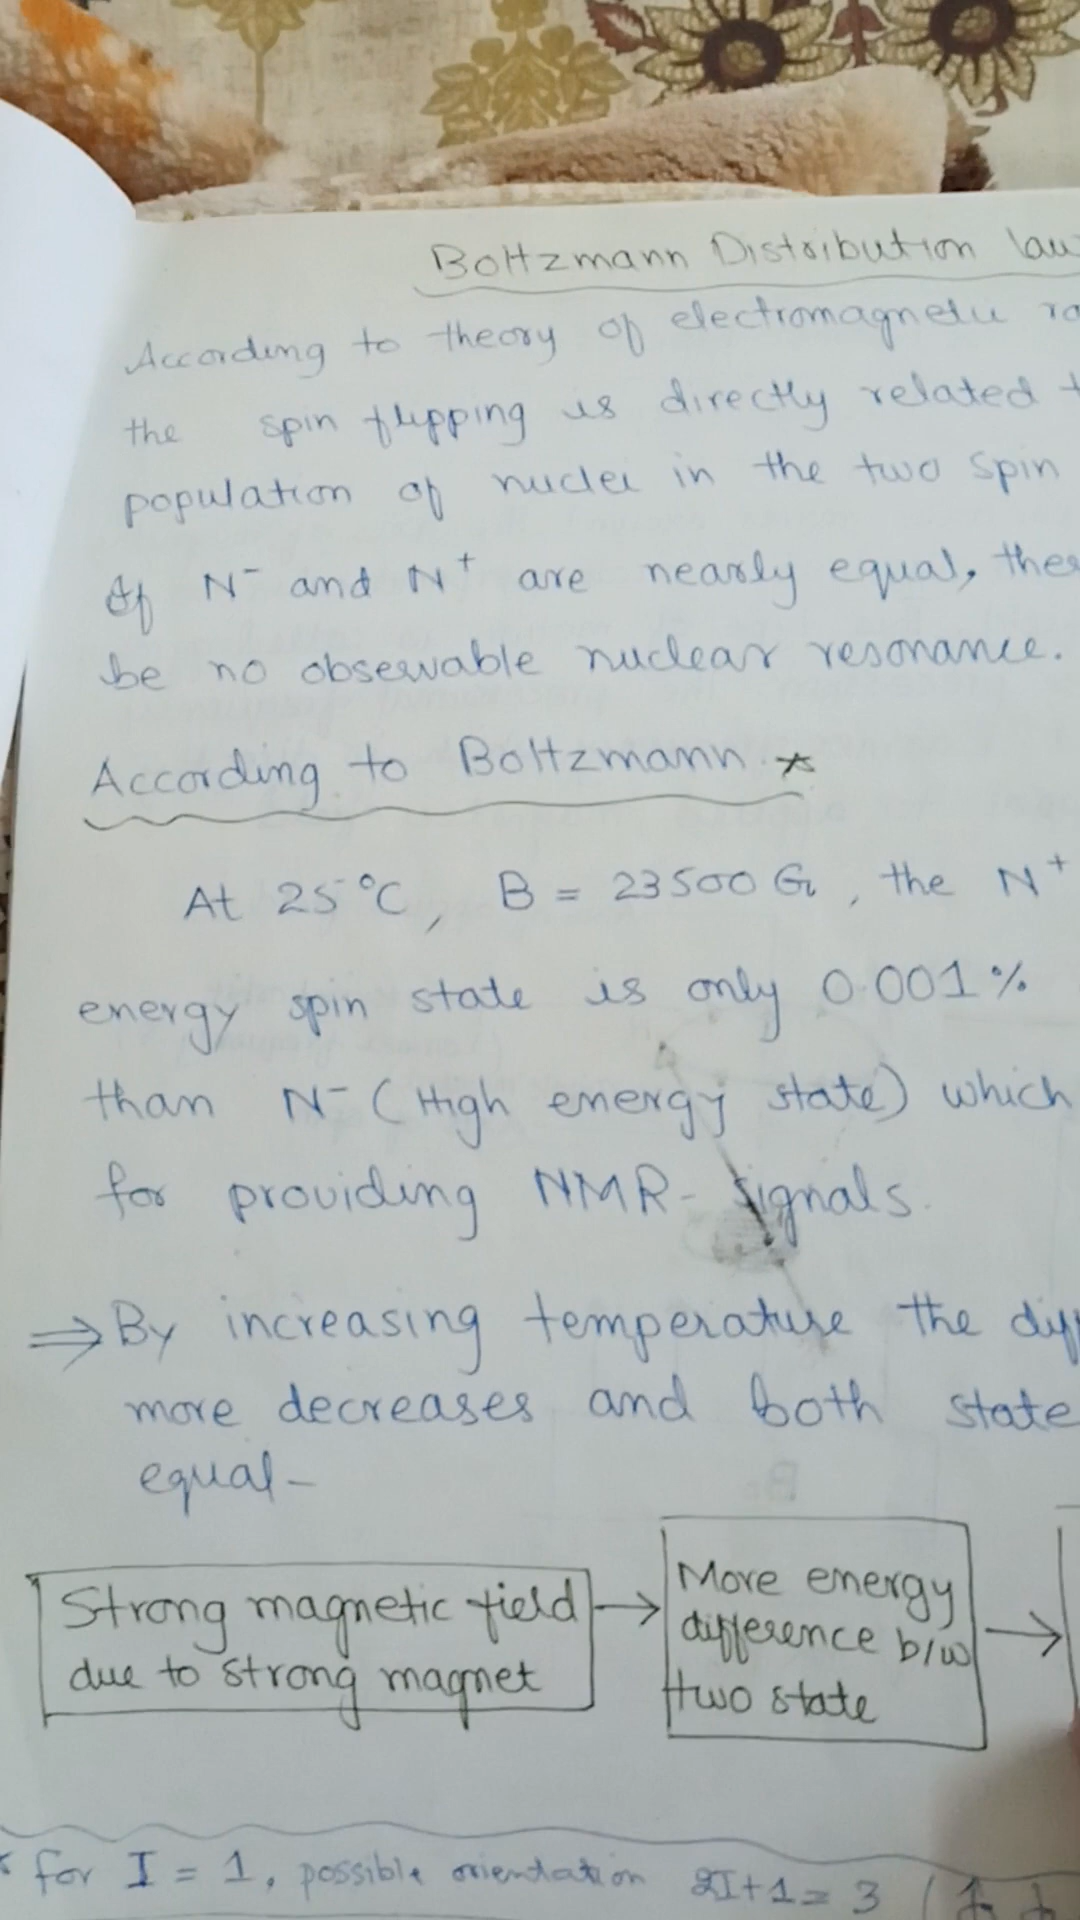 Boltzmann Distribution law
According to theory of electromagnetic
the spin flipping is directly related
population of nuclei in the two spin
If N⁻ and N⁺ are nearly equal,
be no observable nuclear resonance.
According to Boltzmann *
At 25°C, B = 23500 G, the N⁺
energy spin state is only 0.001%
than N⁻ (High energy state) which
for providing NMR- signals.
⇒ By increasing temperature the
more decreases and both state
equal-
Strong magnetic field
due to strong magnet
→
More energy
difference b/w
two state
→
for I = 1, possible orientation 2I+1 = 3 (